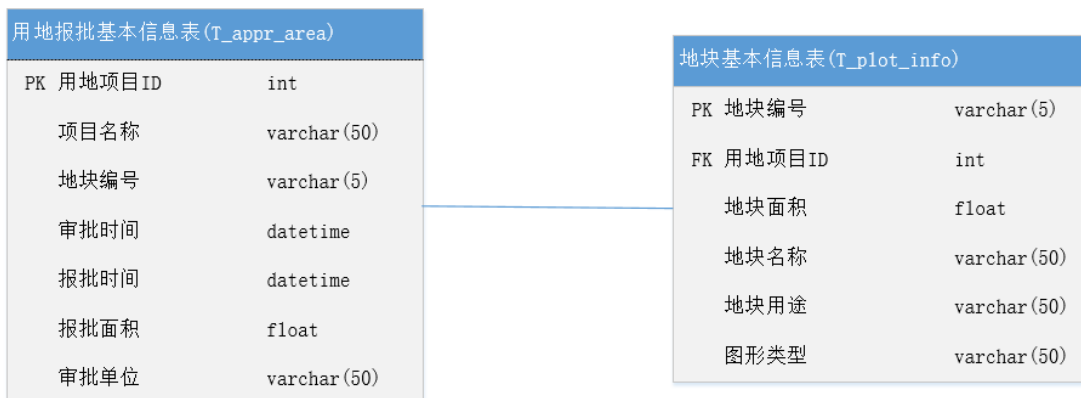 用地报批基本信息表(T_appr_area)
PK 用地项目ID int
项目名称 varchar(50)
地块编号 varchar(5)
审批时间 datetime
报批时间 datetime
报批面积 float
审批单位 varchar(50)
地块基本信息表(T_plot_info)
PK 地块编号 varchar(5)
FK 用地项目ID int
地块面积 float
地块名称 varchar(50)
地块用途 varchar(50)
图形类型 varchar(50)